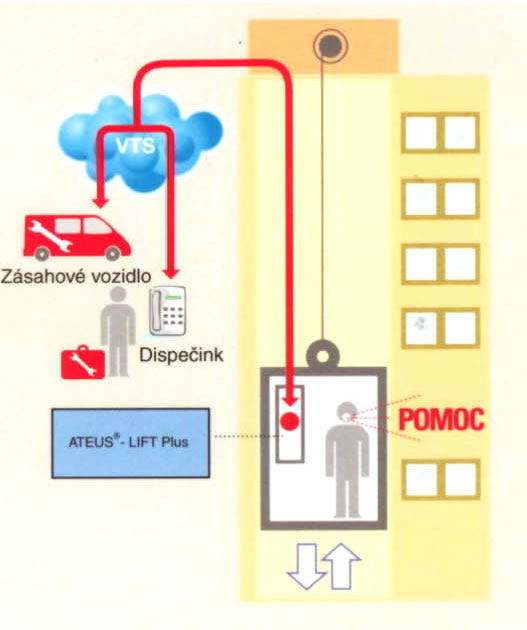 VTS
Zásahové vozidlo
Dispečink
ATEUS®- LIFT Plus
POMOC